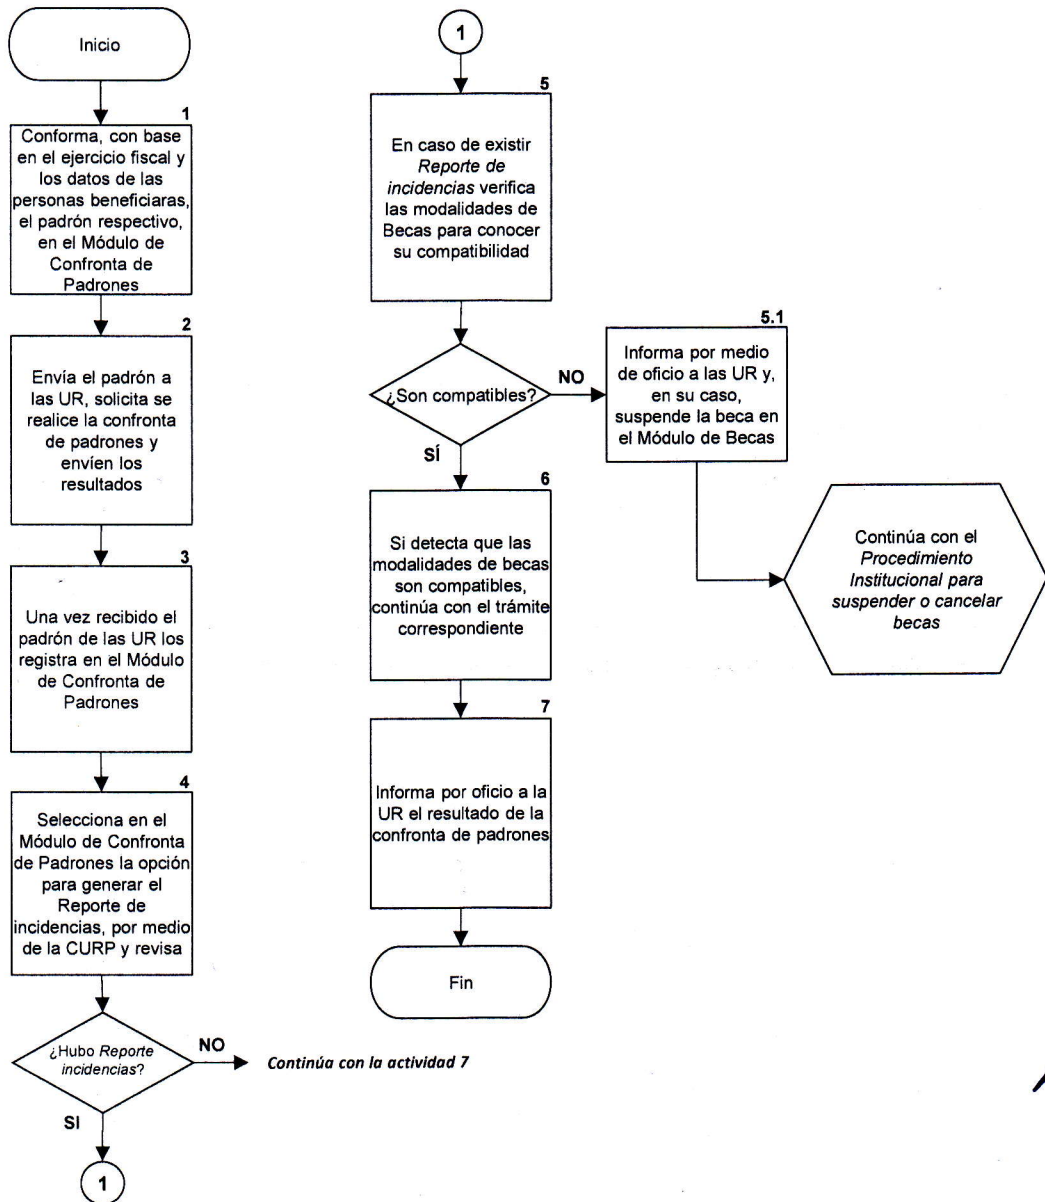 Inicio
1
Conforma, con base
en el ejercicio fiscal y
los datos de las
personas beneficiaras,
el padrón respectivo,
en el Módulo de
Confronta de
Padrones
2
Envía el padrón a
las UR, solicita se
realice la confronta
de padrones y
envíen los
resultados
3
Una vez recibido el
padrón de las UR los
registra en el Módulo
de Confronta de
Padrones
4
Selecciona en el
Módulo de Confronta
de Padrones la opción
para generar el
Reporte de
incidencias, por medio
de la CURP y revisa
¿Hubo Reporte
incidencias?
NO
Continúa con la actividad 7
SI
1
1
5
En caso de existir
Reporte de
incidencias verifica
las modalidades de
Becas para conocer
su compatibilidad
¿Son compatibles?
NO
SÍ
5.1
Informa por medio
de oficio a las UR y,
en su caso,
suspende la beca en
el Módulo de Becas
Continúa con el
Procedimiento
Institucional para
suspender o cancelar
becas
6
Si detecta que las
modalidades de becas
son compatibles,
continúa con el trámite
correspondiente
7
Informa por oficio a la
UR el resultado de la
confronta de padrones
Fin